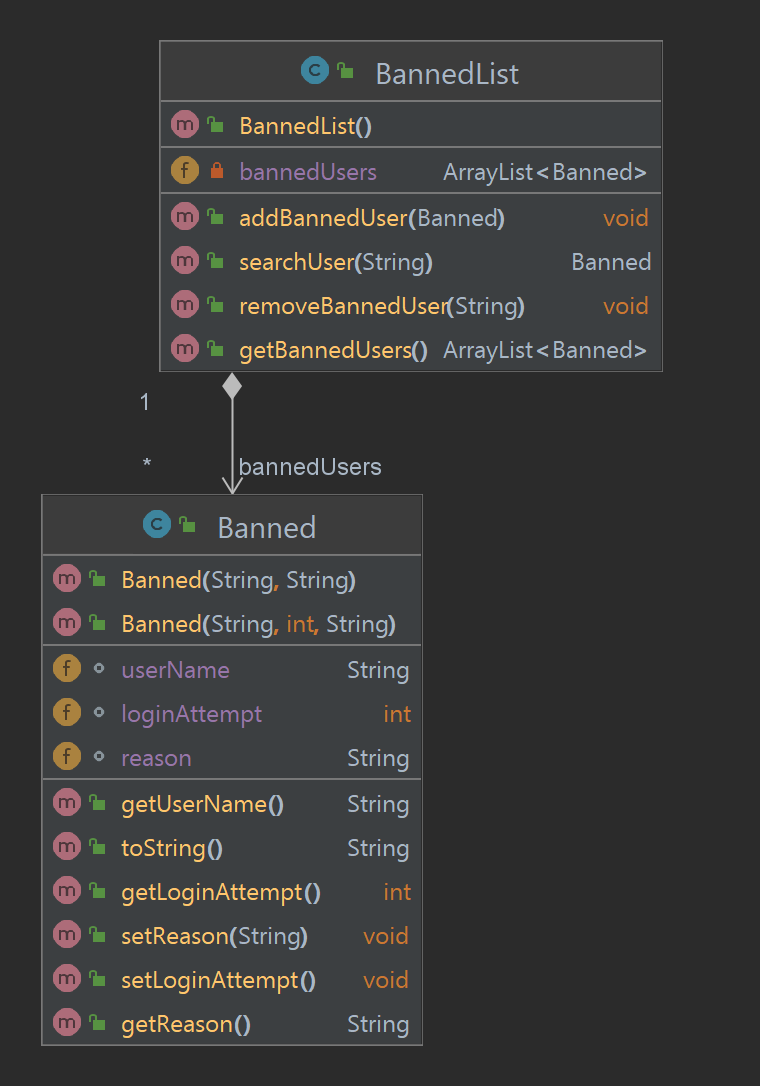 BannedList
BannedList()
bannedUsers ArrayList<Banned>
addBannedUser(Banned) void
searchUser(String) Banned
removeBannedUser(String) void
getBannedUsers() ArrayList<Banned>
1
* bannedUsers
Banned
Banned(String, String)
Banned(String, int, String)
userName String
loginAttempt int
reason String
getUserName() String
toString() String
getLoginAttempt() int
setReason(String) void
setLoginAttempt() void
getReason() String